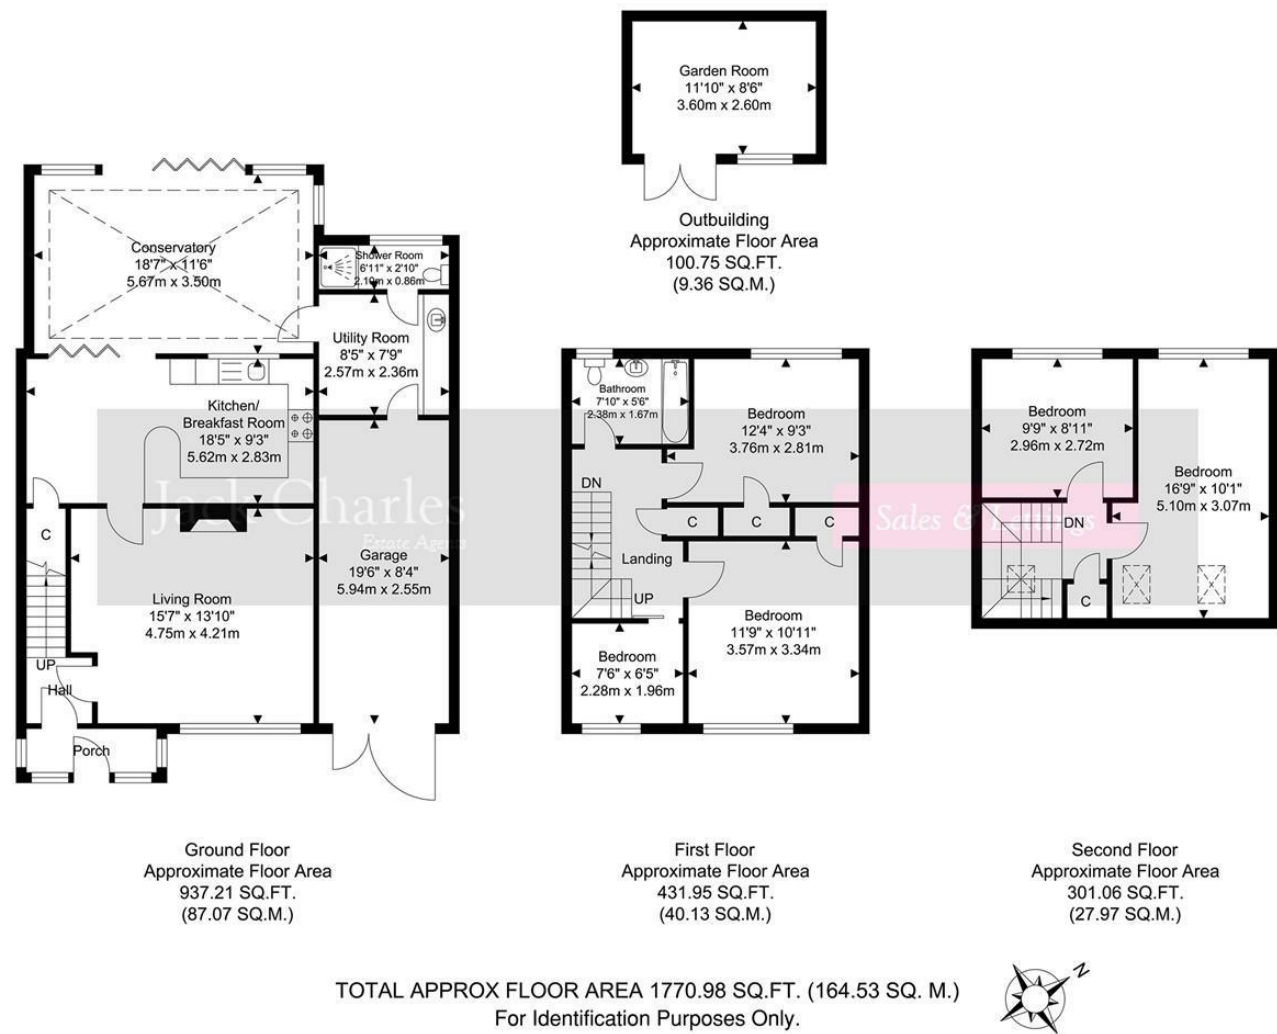 Garden Room
11'10" x 8'6"
3.60m x 2.60m
Outbuilding
Approximate Floor Area
100.75 SQ.FT.
(9.36 SQ.M.)
Conservatory
18'7" x 11'6"
5.67m x 3.50m
Shower Room
6'11" x 2'10"
2.10m x 0.86m
Utility Room
8'5" x 7'9"
2.57m x 2.36m
Kitchen/
Breakfast Room
18'5" x 9'3"
5.62m x 2.83m
C
Living Room
15'7" x 13'10"
4.75m x 4.21m
Garage
19'6" x 8'4"
5.94m x 2.55m
UP
Hall
Porch
Jack Charles
Estate Agents
Sales & Lettings
Ground Floor
Approximate Floor Area
937.21 SQ.FT.
(87.07 SQ.M.)
Bathroom
7'10" x 5'6"
2.38m x 1.67m
Bedroom
12'4" x 9'3"
3.76m x 2.81m
DN
C
C
C
Landing
UP
Bedroom
11'9" x 10'11"
3.57m x 3.34m
Bedroom
7'6" x 6'5"
2.28m x 1.96m
First Floor
Approximate Floor Area
431.95 SQ.FT.
(40.13 SQ.M.)
Bedroom
9'9" x 8'11"
2.96m x 2.72m
Bedroom
16'9" x 10'1"
5.10m x 3.07m
DN
C
Second Floor
Approximate Floor Area
301.06 SQ.FT.
(27.97 SQ.M.)
N
TOTAL APPROX FLOOR AREA 1770.98 SQ.FT. (164.53 SQ. M.)
For Identification Purposes Only.